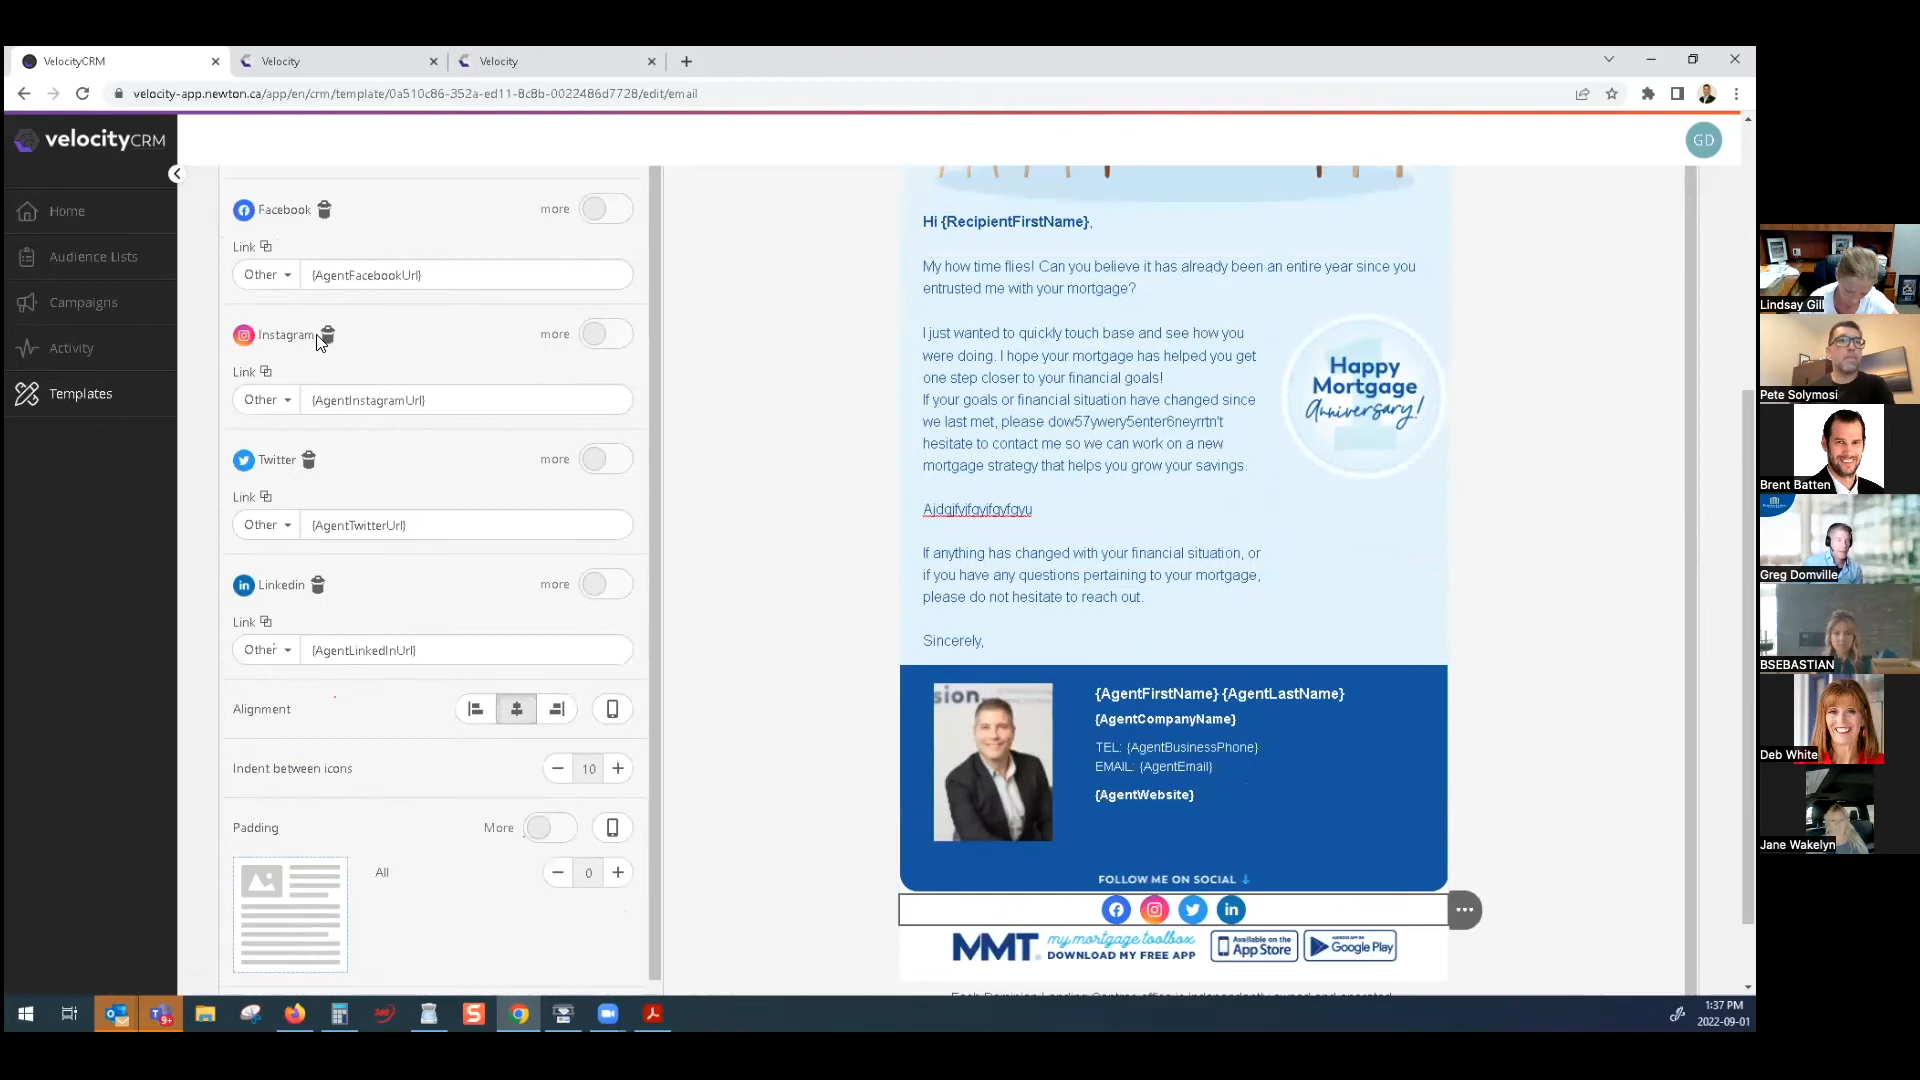 VelocityCRM
Velocity
Velocity
velocity-app.newton.ca/app/en/crm/template/0a510c86-352a-ed11-8c8b-0022486d7728/edit/email
velocityCRM
GD
Home
Audience Lists
Campaigns
Activity
Templates
Facebook
more
Link
Other
{AgentFacebookUrl}
Instagram
more
Link
Other
{AgentInstagramUrl}
Twitter
more
Link
Other
{AgentTwitterUrl}
Linkedin
more
Link
Other
{AgentLinkedInUrl}
Alignment
Indent between icons
10
Padding
More
All
0
Hi {RecipientFirstName},
My how time flies! Can you believe it has already been an entire year since you
entrusted me with your mortgage?
I just wanted to quickly touch base and see how you
were doing. I hope your mortgage has helped you get
one step closer to your financial goals!
If your goals or financial situation have changed since
we last met, please dow57ywery5enter6neyrrtn't
hesitate to contact me so we can work on a new
mortgage strategy that helps you grow your savings.
Happy
Mortgage
Anniversary!
If anything has changed with your financial situation, or
if you have any questions pertaining to your mortgage,
please do not hesitate to reach out.
Sincerely,
sion.
{AgentFirstName} {AgentLastName}
{AgentCompanyName}
TEL: {AgentBusinessPhone}
EMAIL: {AgentEmail}
{AgentWebsite}
FOLLOW ME ON SOCIAL
MMT
my mortgage toolbox
DOWNLOAD MY FREE APP
Available on the
App Store
ANDROID APP ON
Google Play
Lindsay Gill
Pete Solymosi
Brent Batten
Greg Domville
BSEBASTIAN
Deb White
Jane Wakelyn
1:37 PM
2022-09-01